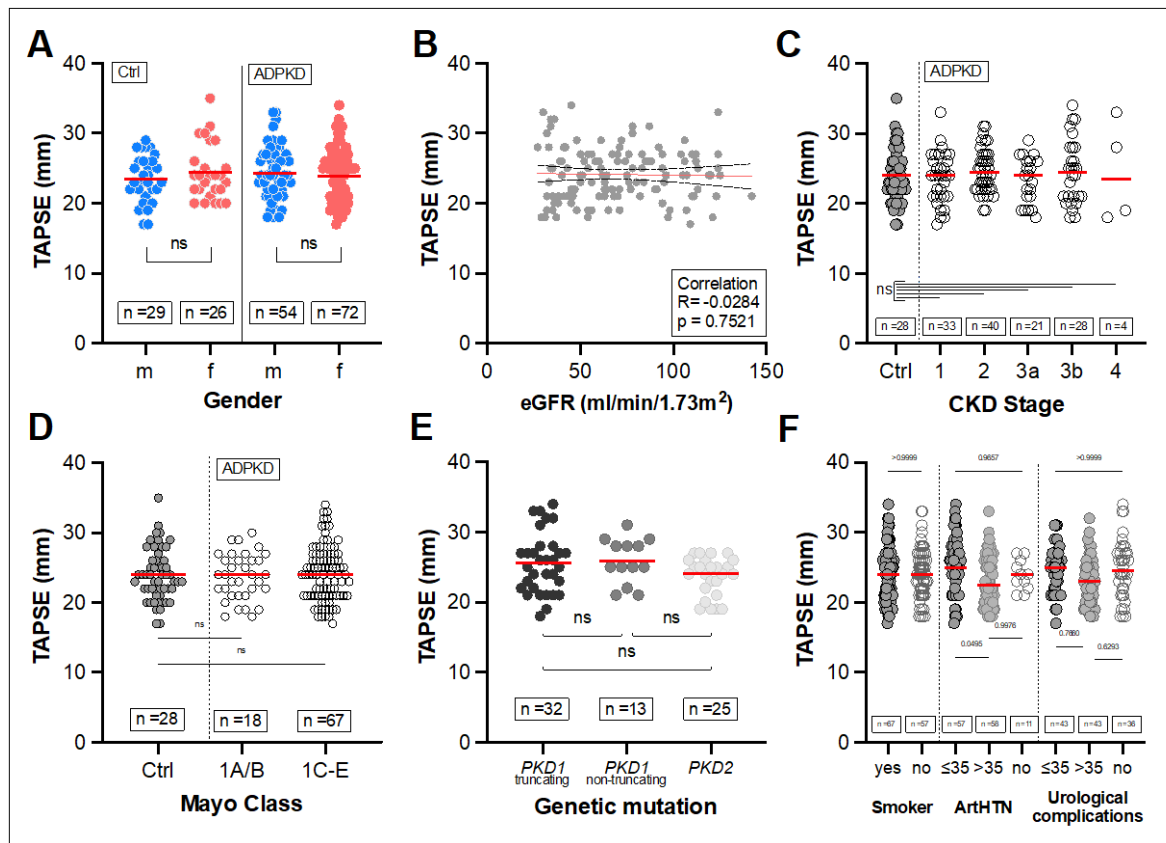 A
Ctrl
ADPKD
TAPSE (mm)
40
30
20
10
0
ns
ns
n =29
n =26
n =54
n =72
m
f
m
f
Gender
B
TAPSE (mm)
40
30
20
10
0
Correlation
R= -0.0284
p = 0.7521
0
50
100
150
eGFR (ml/min/1.73m²)
C
ADPKD
TAPSE (mm)
40
30
20
10
0
ns
n =28
n =33
n =40
n =21
n =28
n =4
Ctrl
1
2
3a
3b
4
CKD Stage
D
ADPKD
TAPSE (mm)
40
30
20
10
0
ns
ns
n =28
n =18
n =67
Ctrl
1A/B
1C-E
Mayo Class
E
TAPSE (mm)
40
30
20
10
0
ns
ns
ns
n =32
n =13
n =25
PKD1
truncating
PKD1
non-truncating
PKD2
Genetic mutation
F
TAPSE (mm)
40
30
20
10
0
>0.9999
0.9657
>0.9999
0.9976
0.0495
0.6293
n =67
n =57
n =57
n =58
n =11
n =43
n =43
n =36
yes
no
≤35
>35
no
≤35
>35
no
Smoker
ArtHTN
Urological
complications